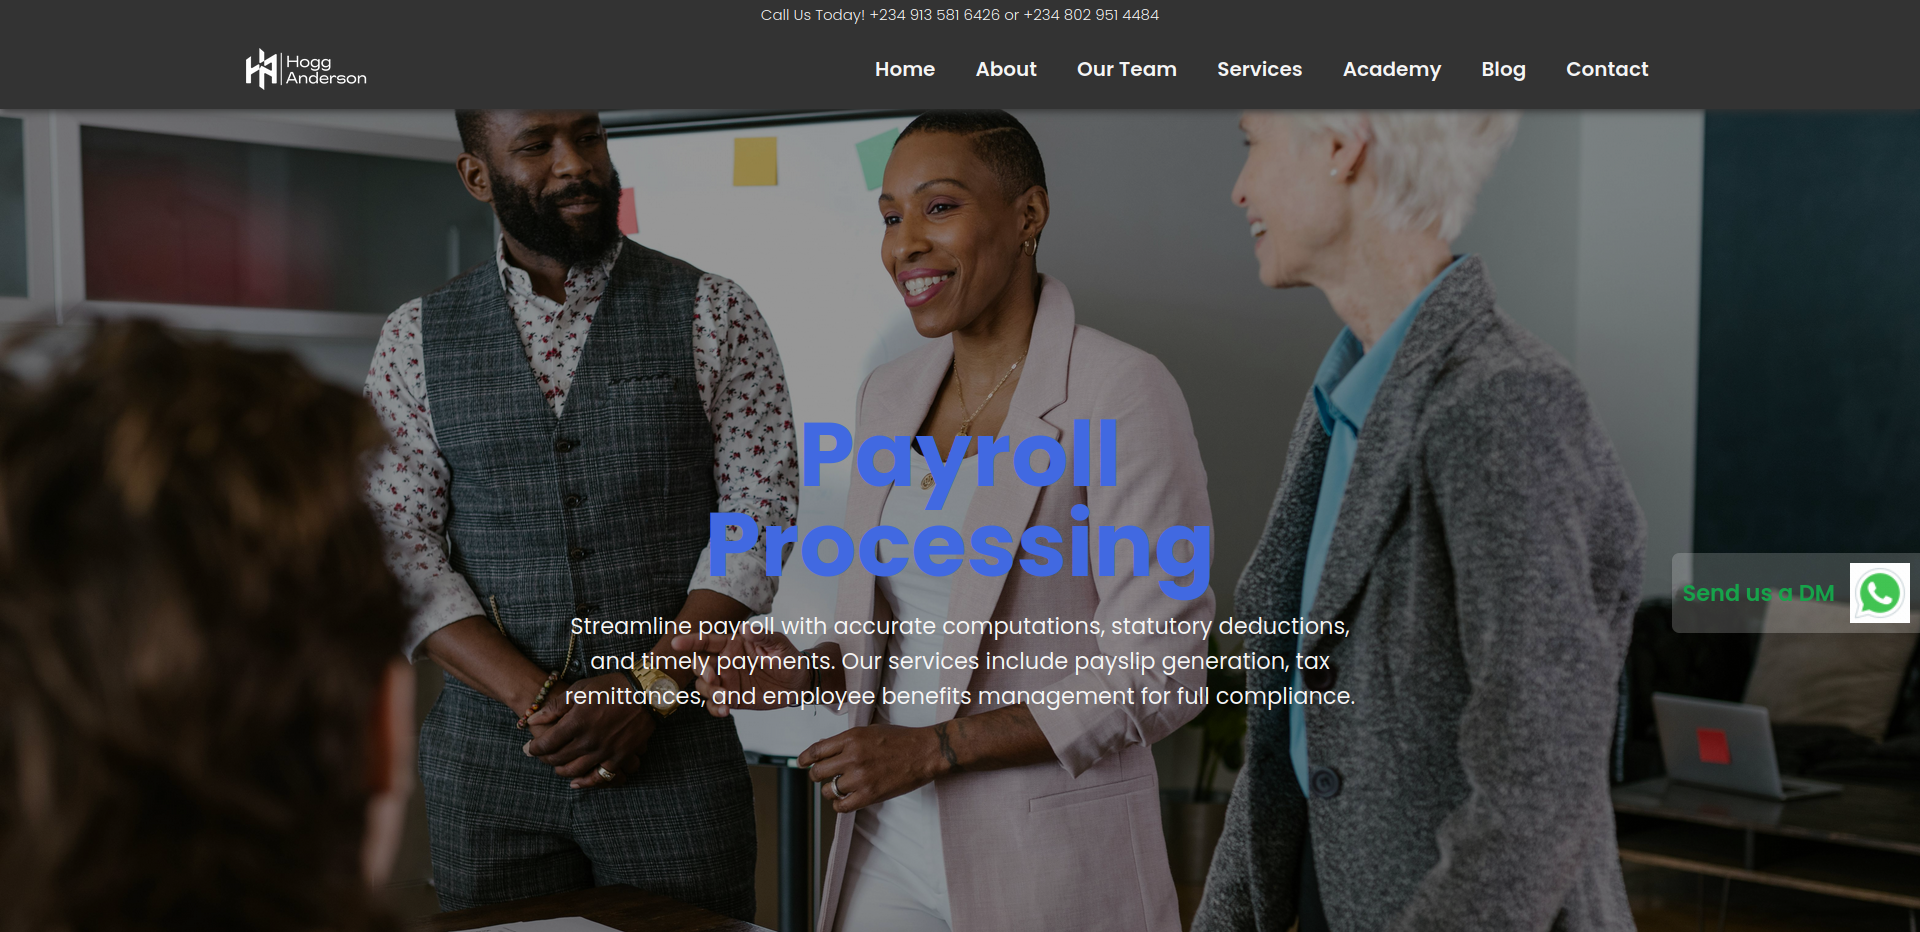 Call Us Today! +234 913 581 6426 or +234 802 951 4484
Hogg
Anderson
Home About Our Team Services Academy Blog Contact
Payroll
Processing
Send us a DM
Streamline payroll with accurate computations, statutory deductions,
and timely payments. Our services include payslip generation, tax
remittances, and employee benefits management for full compliance.